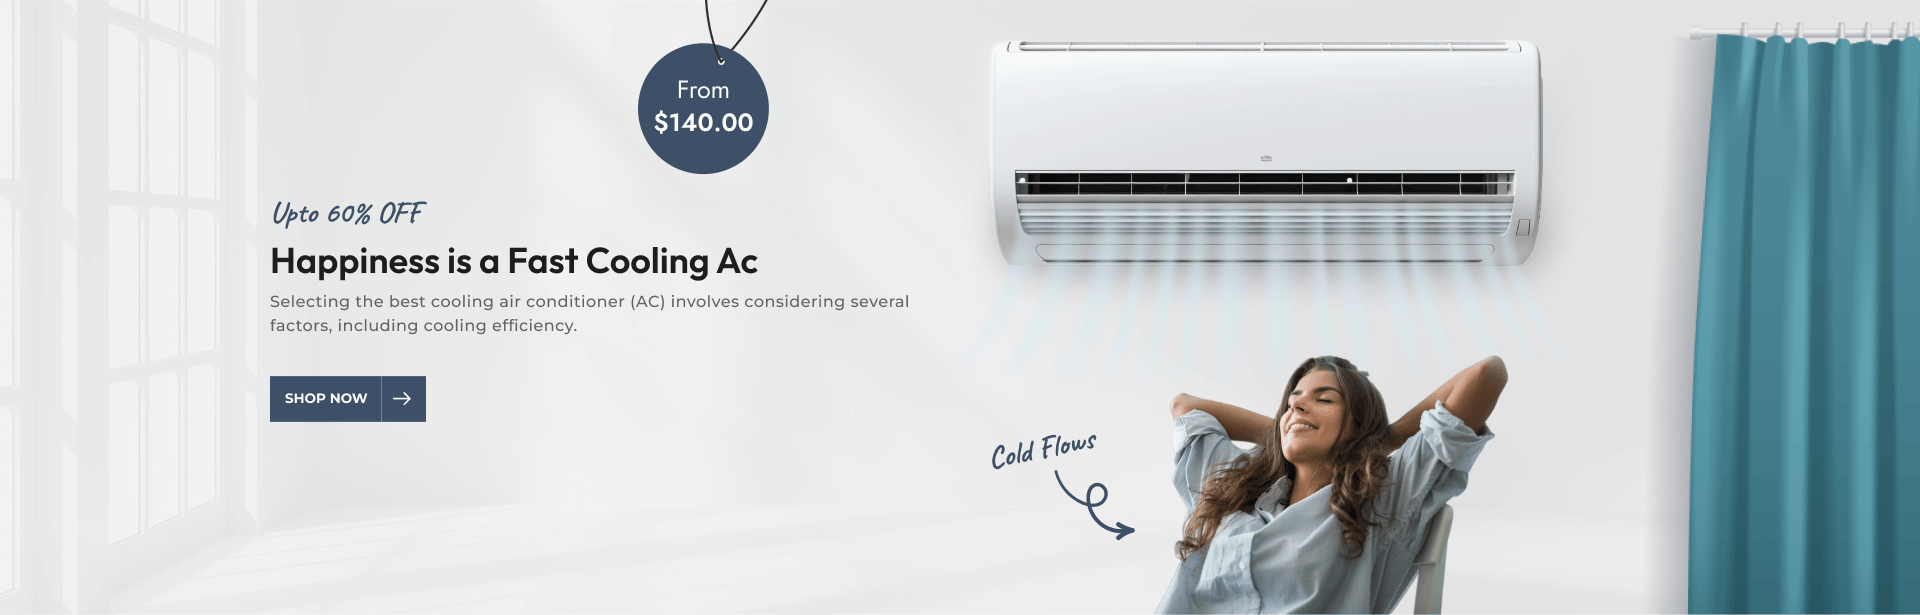 From
$140.00
Upto 60% OFF
Happiness is a Fast Cooling Ac
Selecting the best cooling air conditioner (AC) involves considering several
factors, including cooling efficiency.
SHOP NOW
Cold Flows